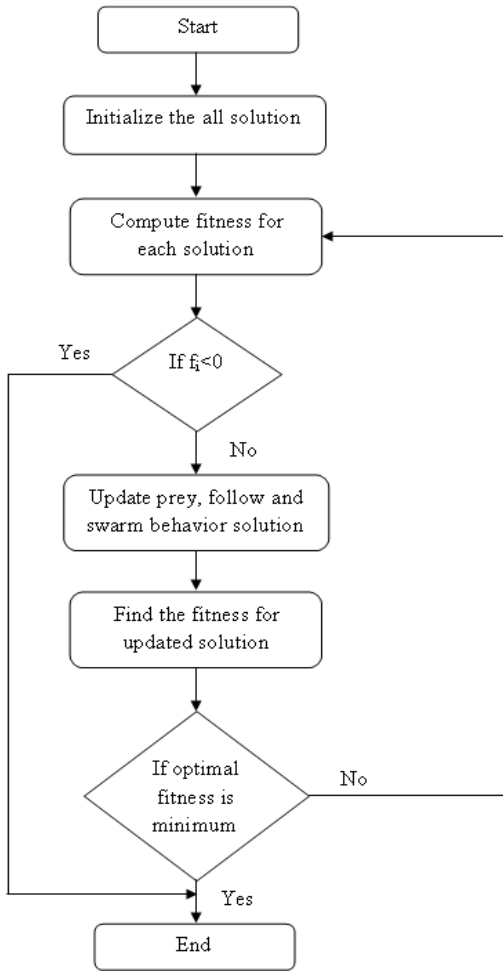 Start
Initialize the all solution
Compute fitness for
each solution
Yes
If fi<0
No
Update prey, follow and
swarm behavior solution
Find the fitness for
updated solution
If optimal
fitness is
minimum
No
Yes
End